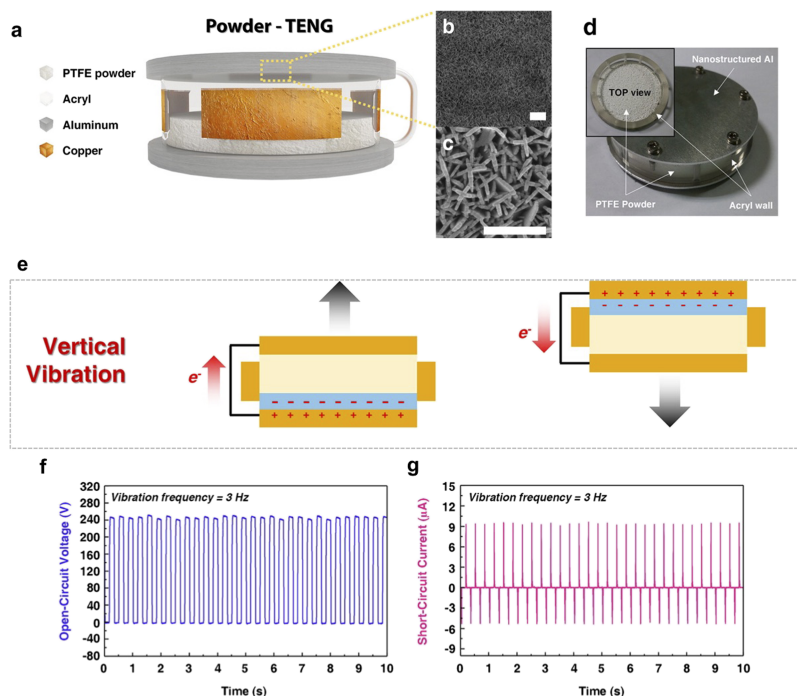 a
Powder - TENG
PTFE powder
Acryl
Aluminum
Copper
b
c
d
Nanostructured Al
TOP view
PTFE Powder
Acryl wall
e
Vertical
Vibration
e-
- - - - - - - - -
+ + + + + + + + +
e-
+ + + + + + + + +
- - - - - - - - -
f
Vibration frequency = 3 Hz
Open-Circuit Voltage (V)
320
280
240
200
160
120
80
40
0
-40
-80
0 1 2 3 4 5 6 7 8 9 10
Time (s)
g
Vibration frequency = 3 Hz
Short-Circuit Current (μA)
15
12
9
6
3
0
-3
-6
-9
0 1 2 3 4 5 6 7 8 9 10
Time (s)